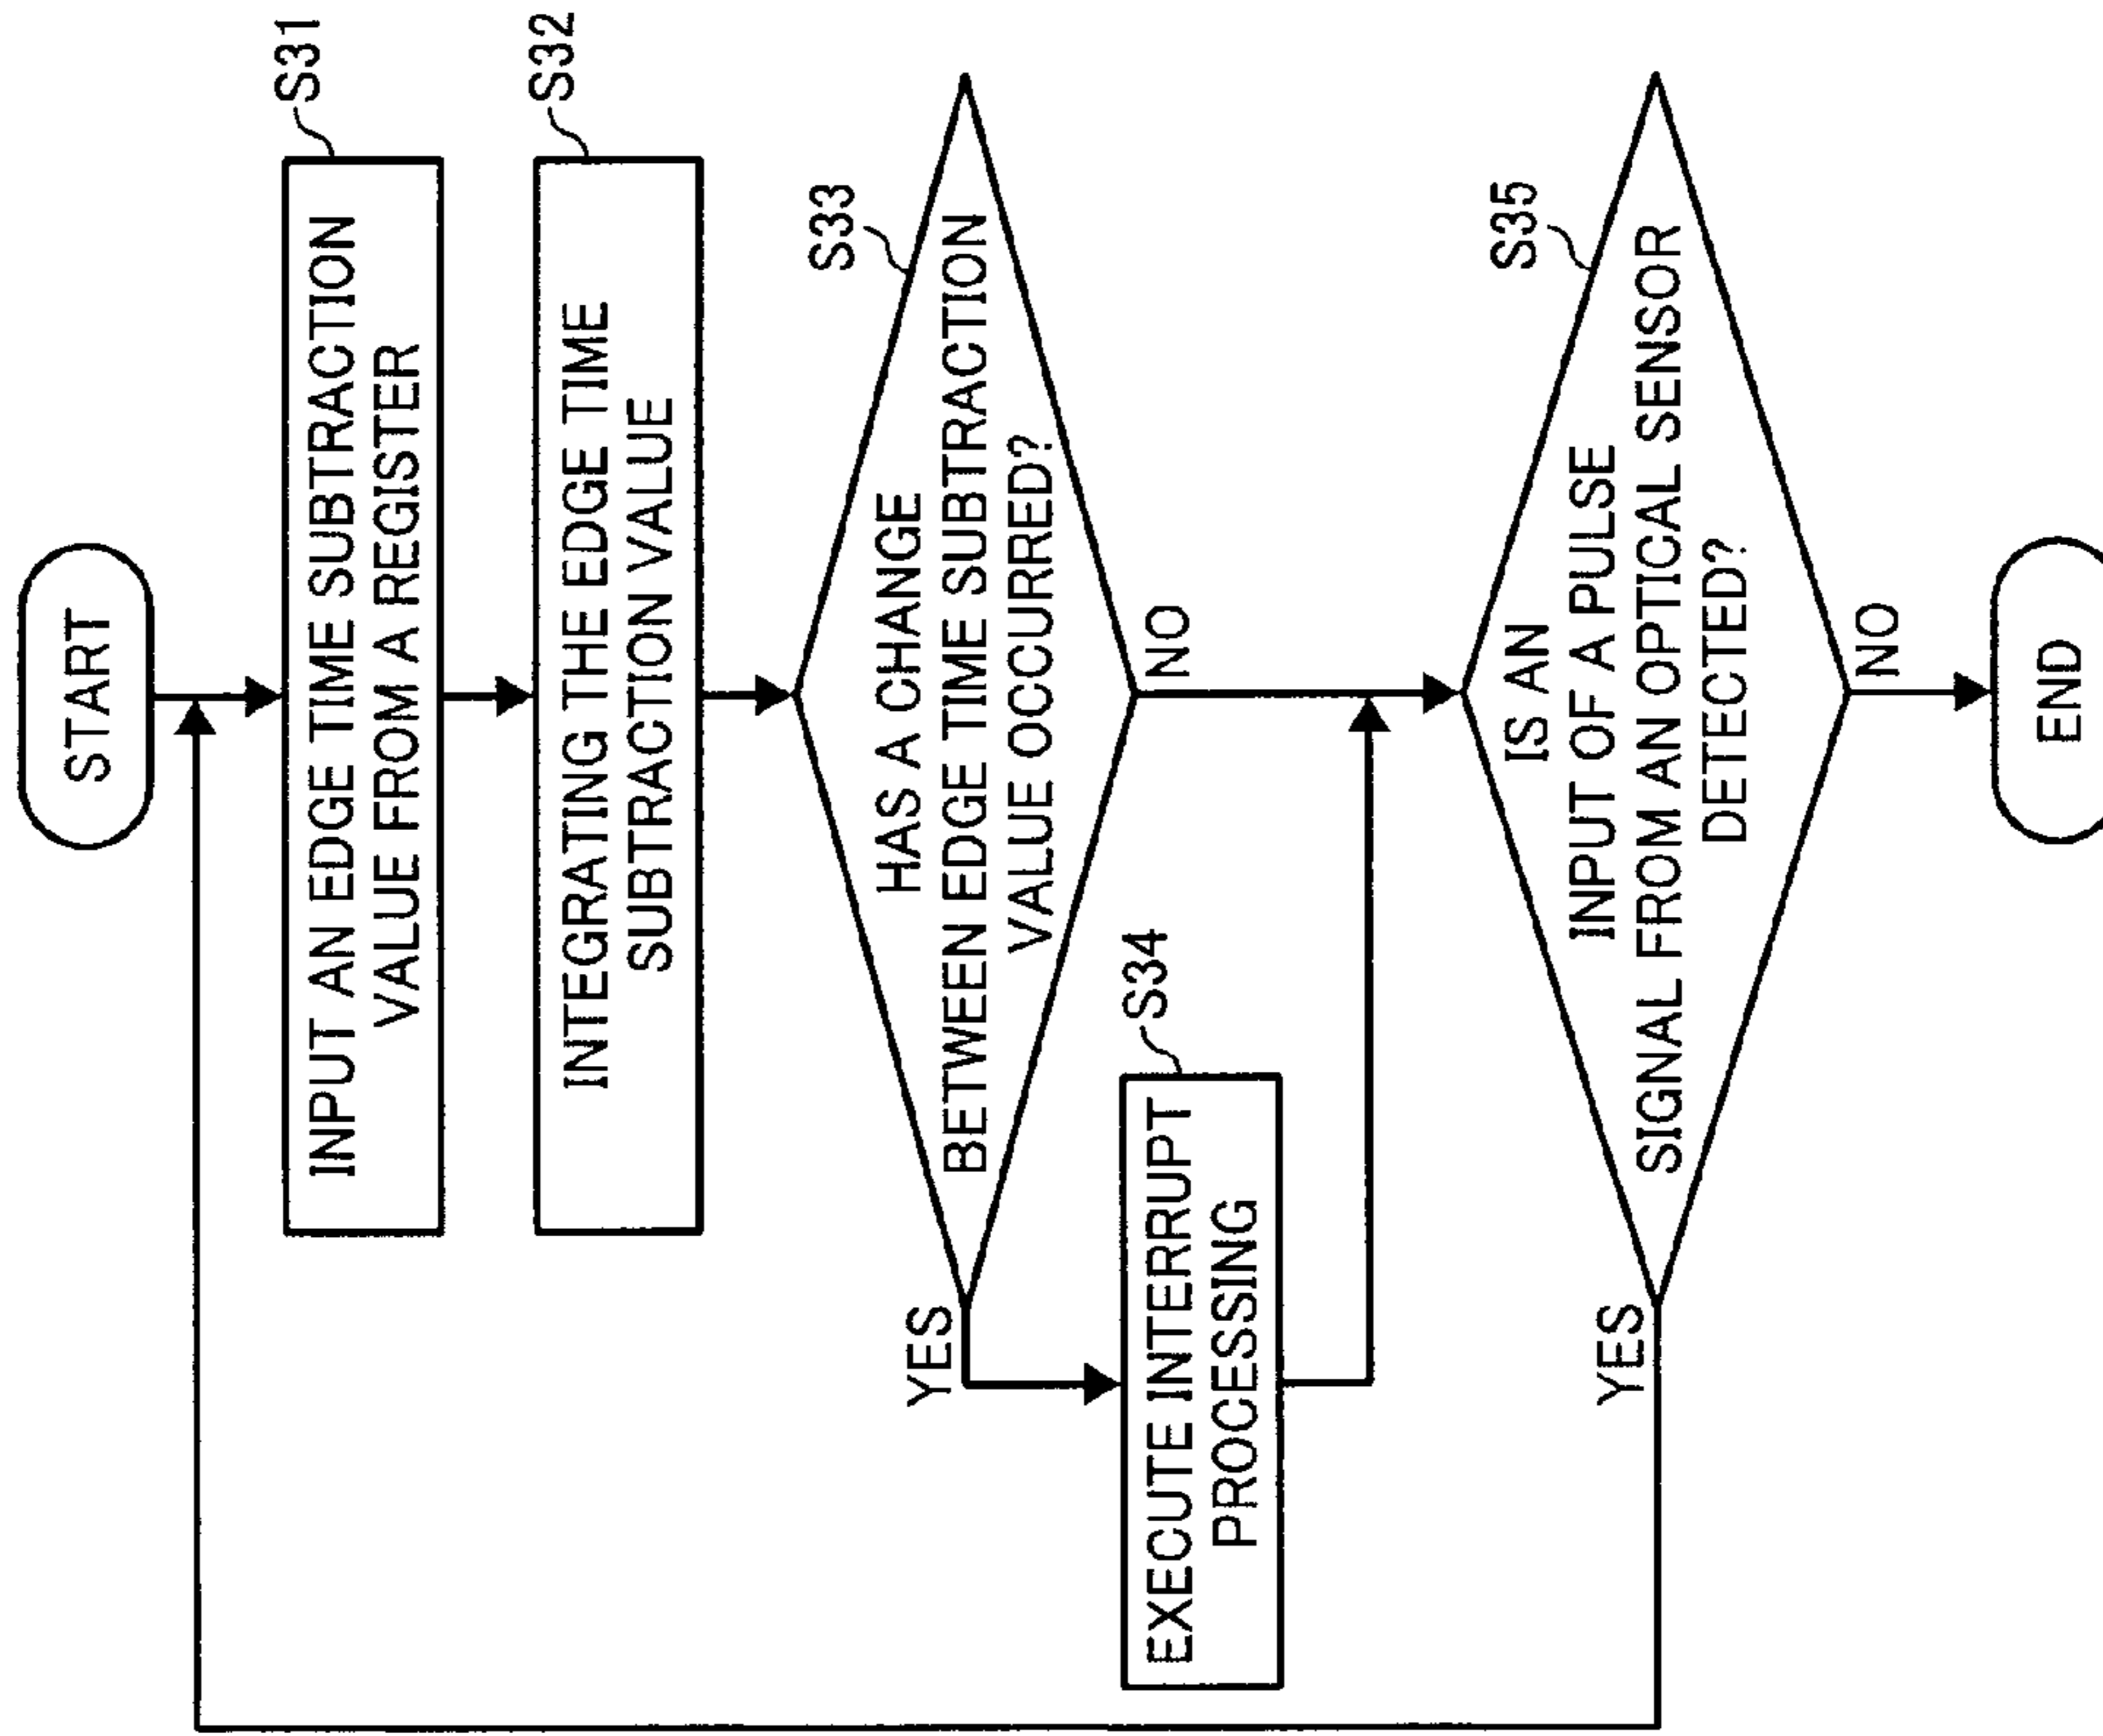 START
S31
INPUT AN EDGE TIME SUBTRACTION
VALUE FROM A REGISTER
S32
INTEGRATING THE EDGE TIME
SUBTRACTION VALUE
S33
HAS A CHANGE
BETWEEN EDGE TIME SUBTRACTION
VALUE OCCURRED?
YES
NO
S34
EXECUTE INTERRUPT
PROCESSING
S35
IS AN
INPUT OF A PULSE
SIGNAL FROM AN OPTICAL SENSOR
DETECTED?
YES
NO
END